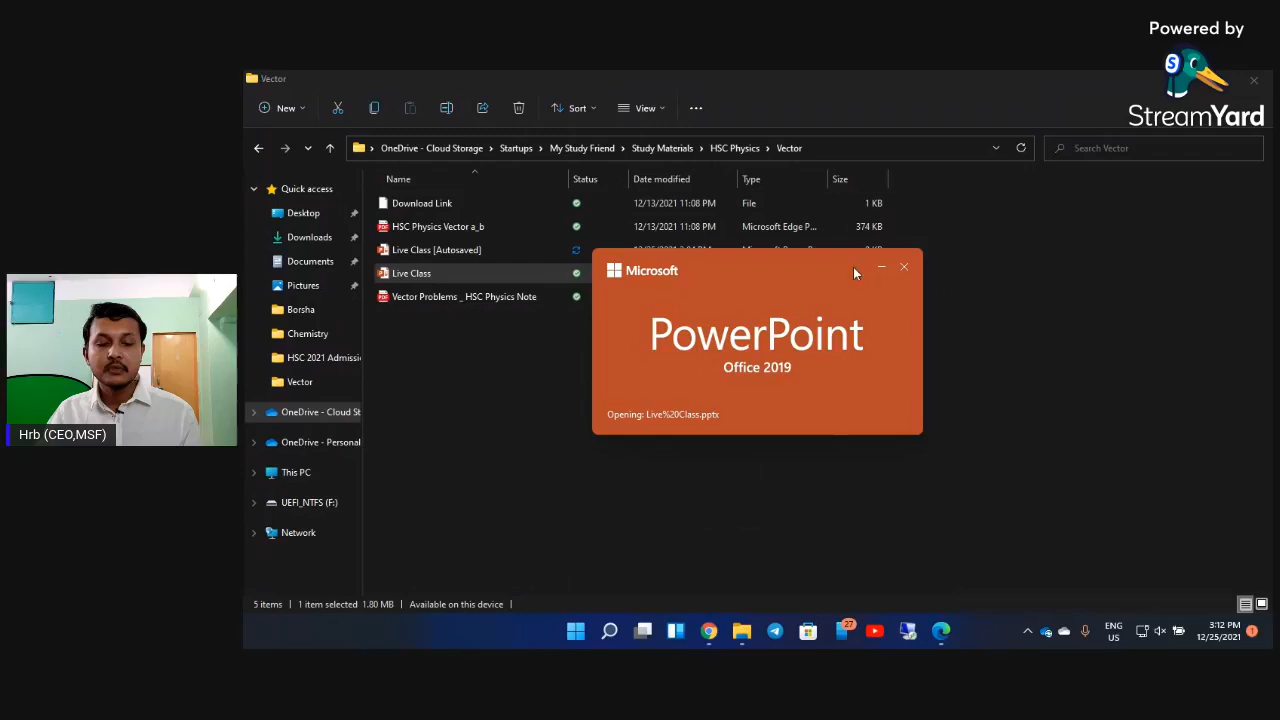 Powered by
S
StreamYard
Vector
New
Sort
View
OneDrive - Cloud Storage
Startups
My Study Friend
Study Materials
HSC Physics
Vector
Search Vector
Name
Status
Date modified
Type
Size
Quick access
Desktop
Downloads
Documents
Pictures
Borsha
Chemistry
HSC 2021 Admissi
Vector
OneDrive - Cloud St
OneDrive - Personal
This PC
UEFI_NTFS (F:)
Network
Download Link 12/13/2021 11:08 PM File 1 KB
HSC Physics Vector a_b 12/13/2021 11:08 PM Microsoft Edge P... 374 KB
Live Class [Autosaved]
Live Class
Vector Problems _ HSC Physics Note
Microsoft
PowerPoint
Office 2019
Opening: Live%20Class.pptx
Hrb (CEO,MSF)
5 items
1 item selected 1.80 MB
Available on this device
27
ENG
US
3:12 PM
12/25/2021
1